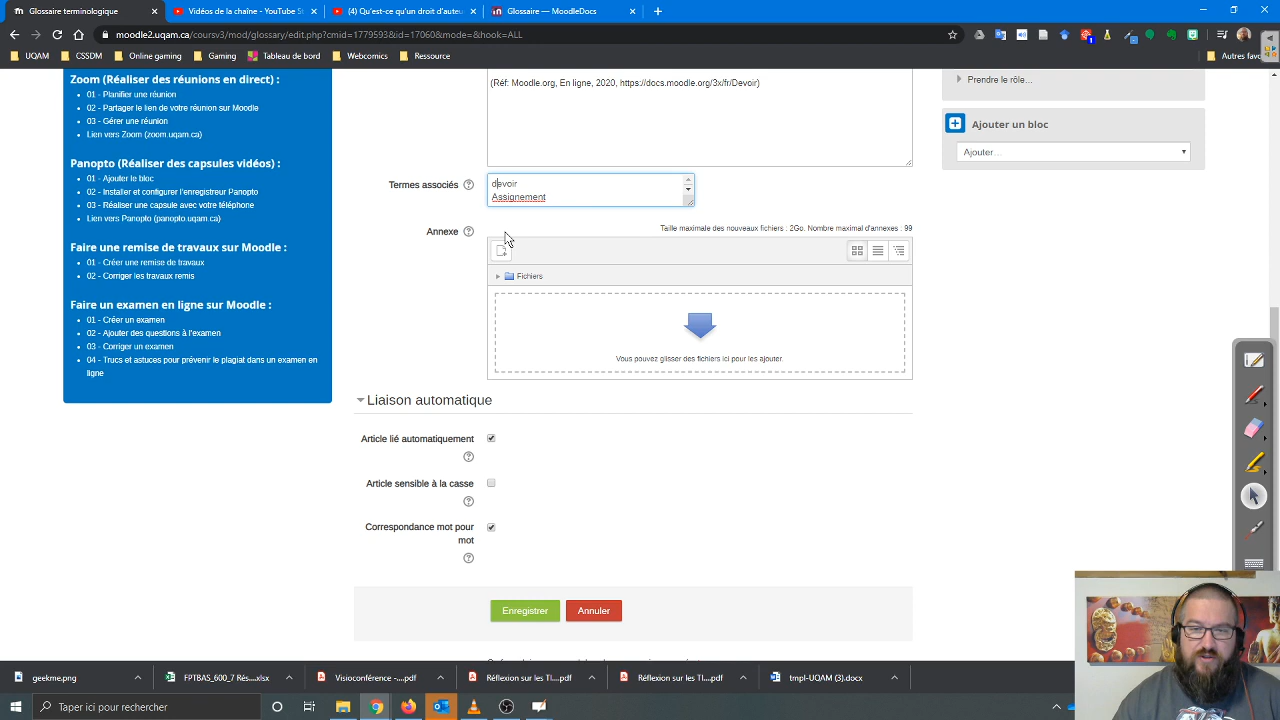 Glossaire terminologique
Vidéos de la chaîne - YouTube St
(4) Qu'est-ce qu'un droit d'auteu
Glossaire — MoodleDocs
moodle2.uqam.ca/coursv3/mod/glossary/edit.php?cmid=1779593&id=17060&mode=&hook=ALL
UQAM
CSSDM
Online gaming
Gaming
Tableau de bord
Webcomics
Ressource
Autres favo
Zoom (Réaliser des réunions en direct) :
01 - Planifier une réunion
02 - Partager le lien de votre réunion sur Moodle
03 - Gérer une réunion
Lien vers Zoom (zoom.uqam.ca)
Panopto (Réaliser des capsules vidéos) :
01 - Ajouter le bloc
02 - Installer et configurer l'enregistreur Panopto
03 - Réaliser une capsule avec votre téléphone
Lien vers Panopto (panopto.uqam.ca)
Faire une remise de travaux sur Moodle :
01 - Créer une remise de travaux
02 - Corriger les travaux remis
Faire un examen en ligne sur Moodle :
01 - Créer un examen
02 - Ajouter des questions à l'examen
03 - Corriger un examen
04 - Trucs et astuces pour prévenir le plagiat dans un examen en
ligne
(Réf: Moodle.org, En ligne, 2020, https://docs.moodle.org/3x/fr/Devoir)
Termes associés
devoir
Assignement
Annexe
Taille maximale des nouveaux fichiers : 2Go. Nombre maximal d'annexes : 99
Fichiers
Vous pouvez glisser des fichiers ici pour les ajouter.
Liaison automatique
Article lié automatiquement
Article sensible à la casse
Correspondance mot pour
mot
Enregistrer
Annuler
Prendre le rôle...
Ajouter un bloc
Ajouter...
geekme.png
FPTBAS_600_7 Rés....xlsx
Visioconférence -....pdf
Réflexion sur les TI....pdf
Réflexion sur les TI....pdf
tmpl-UQAM (3).docx
Taper ici pour rechercher